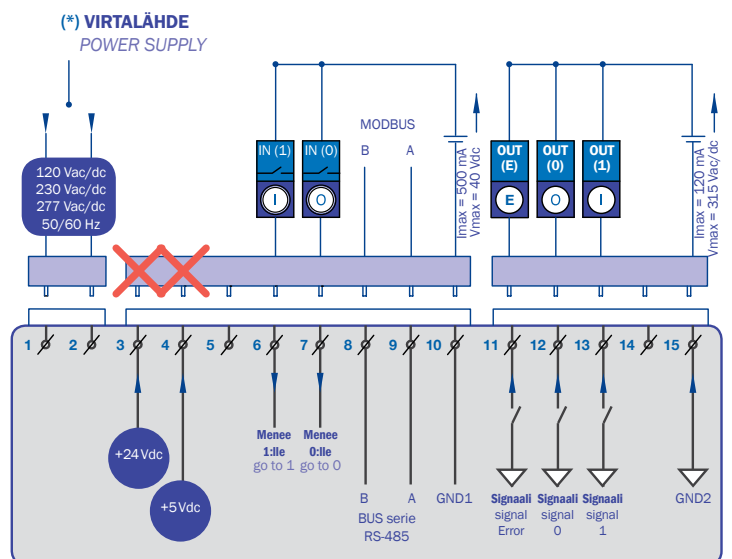 (*) VIRTALÄHDE
POWER SUPPLY
120 Vac/dc
230 Vac/dc
277 Vac/dc
50/60 Hz
IN (1)
I
IN (0)
O
MODBUS
B A
Imax = 500 mA
Vmax = 40 Vdc
OUT
(E)
E
OUT
(0)
O
OUT
(1)
I
Imax = 120 mA
Vmax = 315 Vac/dc
1 2 3 4 5 6 7 8 9 10 11 12 13 14 15
+24 Vdc
+5 Vdc
Menee
1:lle
go to 1
Menee
0:lle
go to 0
B A
BUS serie
RS-485
GND1
Signaali
signal
Error
Signaali
signal
0
Signaali
signal
1
GND2